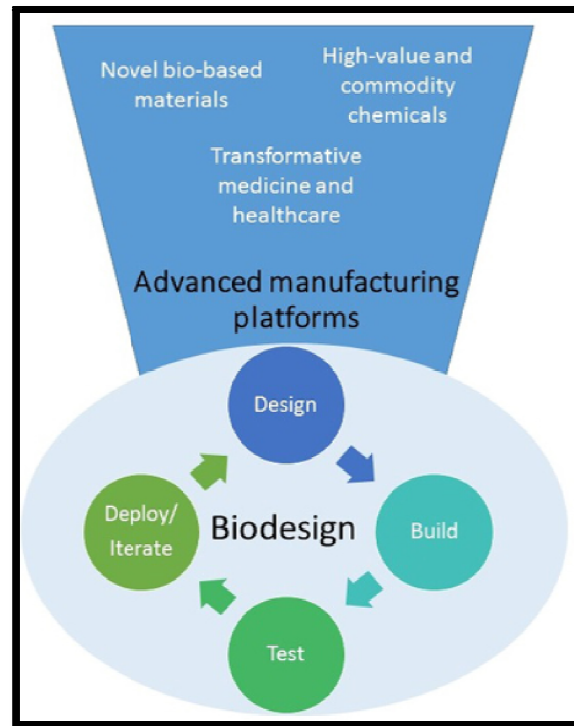 Novel bio-based
materials
High-value and
commodity
chemicals
Transformative
medicine and
healthcare
Advanced manufacturing
platforms
Design
Deploy/
Iterate
Biodesign
Build
Test